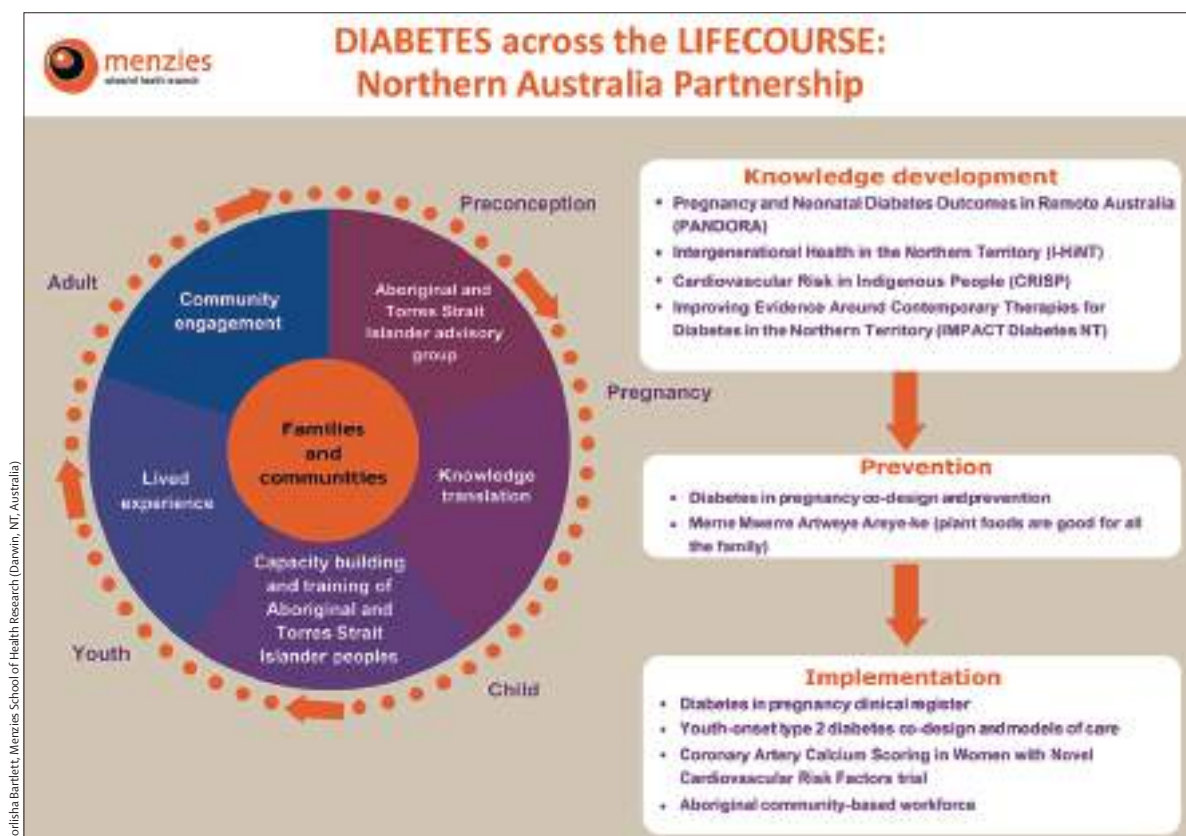 menzies
school of health research
DIABETES across the LIFECOURSE:
Northern Australia Partnership
Preconception
Pregnancy
Child
Youth
Adult
Community
engagement
Aboriginal and
Torres Strait
Islander advisory
group
Knowledge
translation
Capacity building
and training of
Aboriginal and
Torres Strait
Islander peoples
Lived
experience
Families
and
communities
Knowledge development
• Pregnancy and Neonatal Diabetes Outcomes in Remote Australia
(PANDORA)
• Intergenerational Health in the Northern Territory (I-HiNT)
• Cardiovascular Risk in Indigenous People (CRISP)
• Improving Evidence Around Contemporary Therapies for
Diabetes in the Northern Territory (IMPACT Diabetes NT)
Prevention
• Diabetes in pregnancy co-design and prevention
• Merne Mwerre Artweye Areye-ke (plant foods are good for all
the family)
Implementation
• Diabetes in pregnancy clinical register
• Youth-onset type 2 diabetes co-design and models of care
• Coronary Artery Calcium Scoring in Women with Novel
Cardiovascular Risk Factors trial
• Aboriginal community-based workforce
orlisha Bartlett, Menzies School of Health Research (Darwin, NT, Australia)